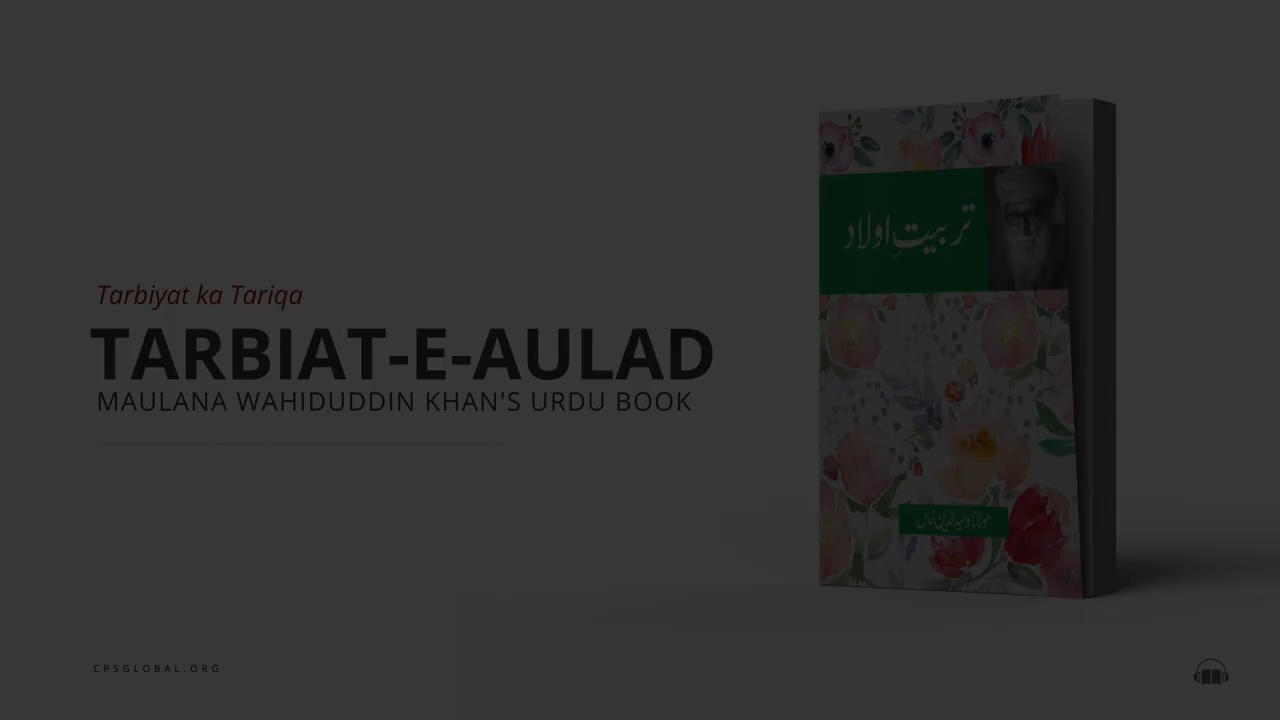 Tarbiyat ka Tariqa
TARBIAT-E-AULAD
MAULANA WAHIDUDDIN KHAN'S URDU BOOK
CPSGLOBAL.ORG
تربیتِ اولاد
مولانا وحید الدین خاں